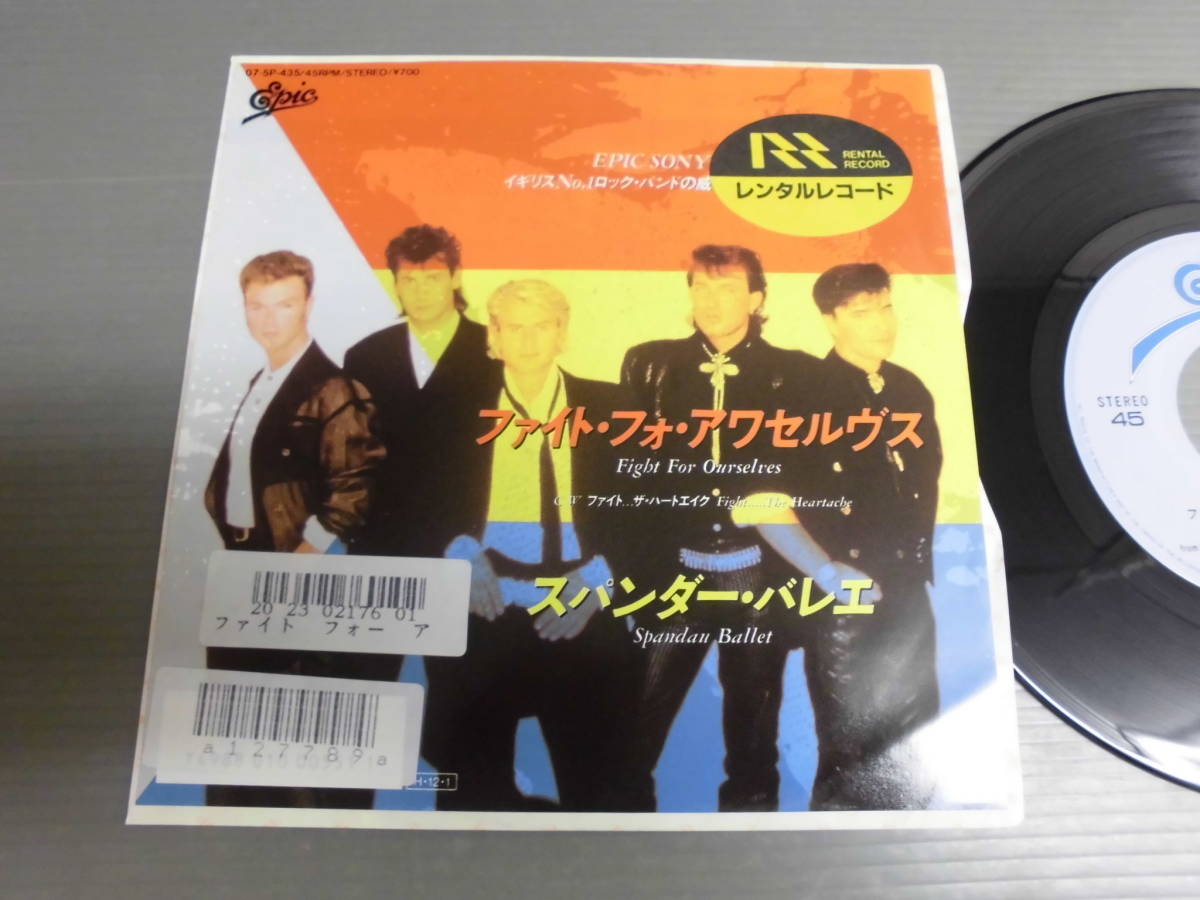 07・5P-435/45RPM/STEREO/¥700
Epic
EPIC SONY
イギリスNo.1ロック・バンドの威
RENTAL
RECORD
レンタルレコード
ファイト・フォ・アワセルヴス
Fight For Ourselves
C/W ファイト…ザ・ハートエイク Fight.....The Heartache
スパンダー・バレエ
Spandau Ballet
20 23 02176 01
ファイト フォー ア
a127789a
H・12・1
STEREO
45